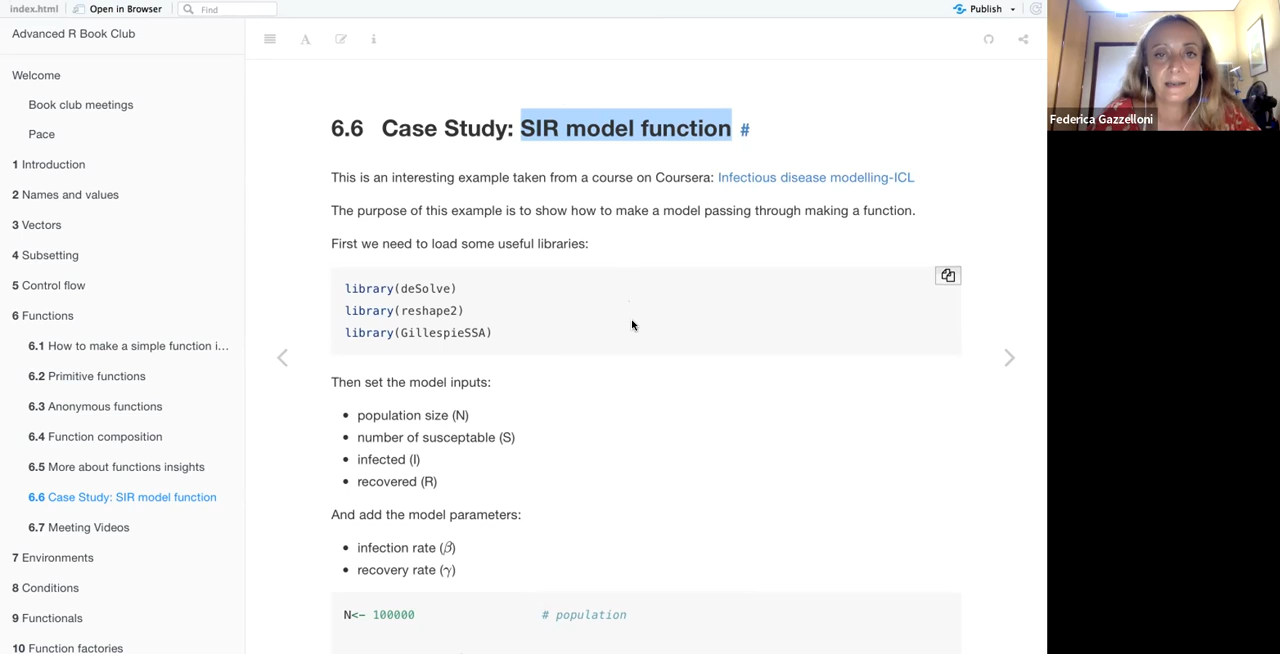 index.html
Open in Browser
Find
Publish
Advanced R Book Club
Welcome
Book club meetings
Pace
1 Introduction
2 Names and values
3 Vectors
4 Subsetting
5 Control flow
6 Functions
6.1 How to make a simple function i...
6.2 Primitive functions
6.3 Anonymous functions
6.4 Function composition
6.5 More about functions insights
6.6 Case Study: SIR model function
6.7 Meeting Videos
7 Environments
8 Conditions
9 Functionals
10 Function factories
6.6 Case Study: SIR model function #
This is an interesting example taken from a course on Coursera: Infectious disease modelling-ICL
The purpose of this example is to show how to make a model passing through making a function.
First we need to load some useful libraries:
library(deSolve)
library(reshape2)
library(GillespieSSA)
Then set the model inputs:
• population size (N)
• number of susceptable (S)
• infected (I)
• recovered (R)
And add the model parameters:
• infection rate (β)
• recovery rate (γ)
N<- 100000 # population
Federica Gazzelloni